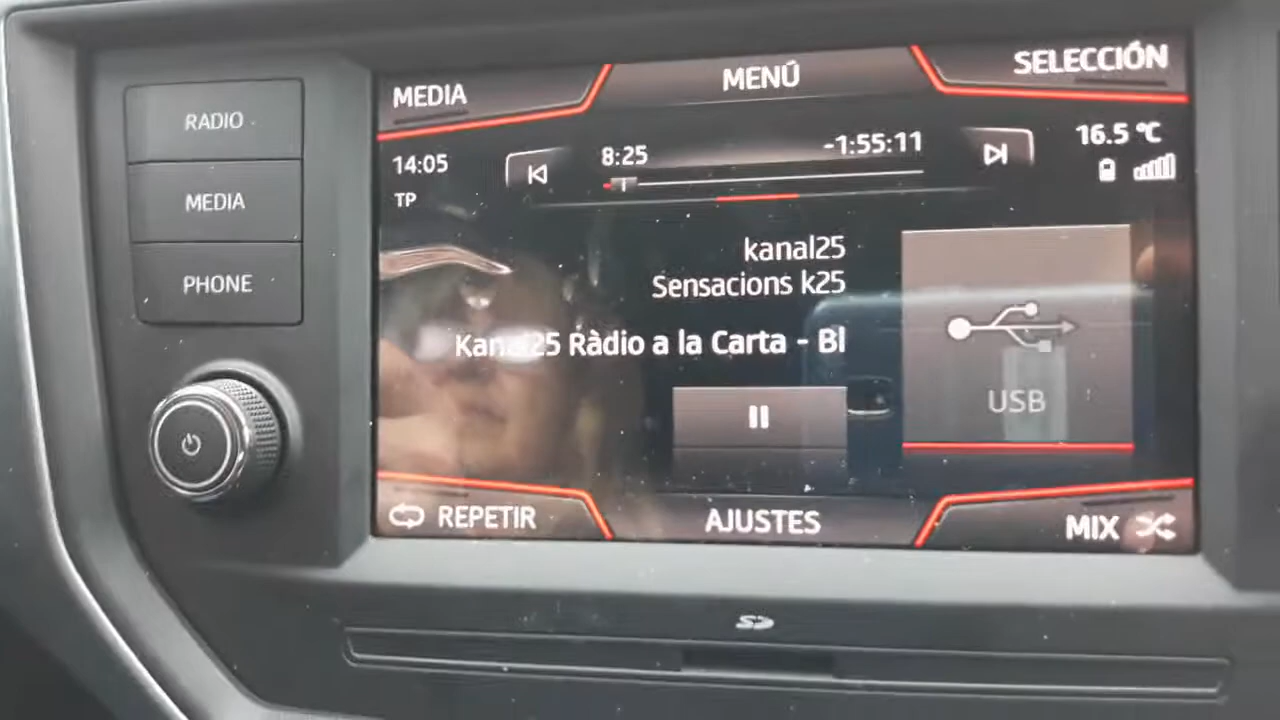 RADIO
MEDIA
PHONE
MEDIA
MENÚ
SELECCIÓN
14:05
TP
8:25
-1:55:11
16.5 °C
kanal25
Sensacions k25
Kanal25 Ràdio a la Carta - Bl
USB
REPETIR
AJUSTES
MIX
SD